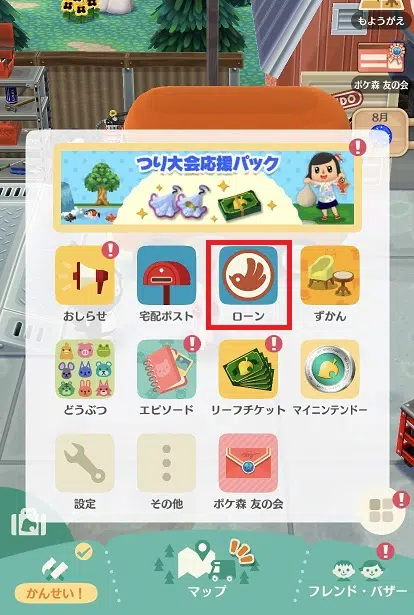 もようがえ
ポケ森 友の会
8月
つり大会応援パック
おしらせ
宅配ポスト
ローン
ずかん
どうぶつ
エピソード
リーフチケット
マイニンテンドー
設定
その他
ポケ森 友の会
かんせい！
マップ
フレンド・バザー